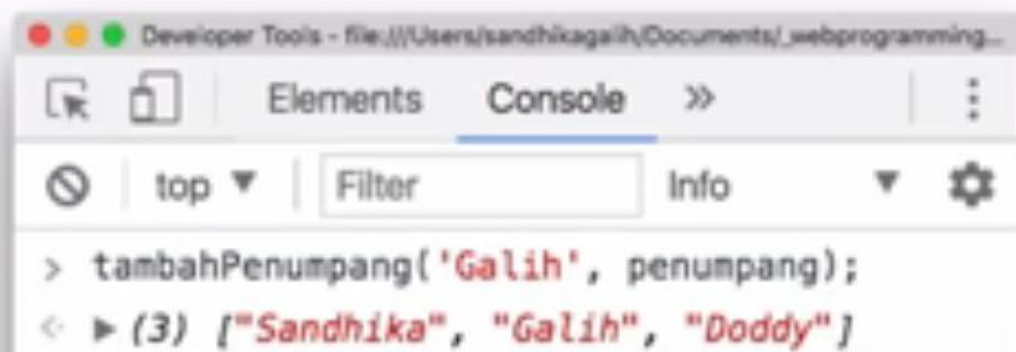 Developer Tools - file:///Users/sandhikagalih/Documents/_webprogramming...
Elements Console »
top ▼ Filter Info ▼
> tambahPenumpang('Galih', penumpang);
<· ▶ (3) ["Sandhika", "Galih", "Doddy"]